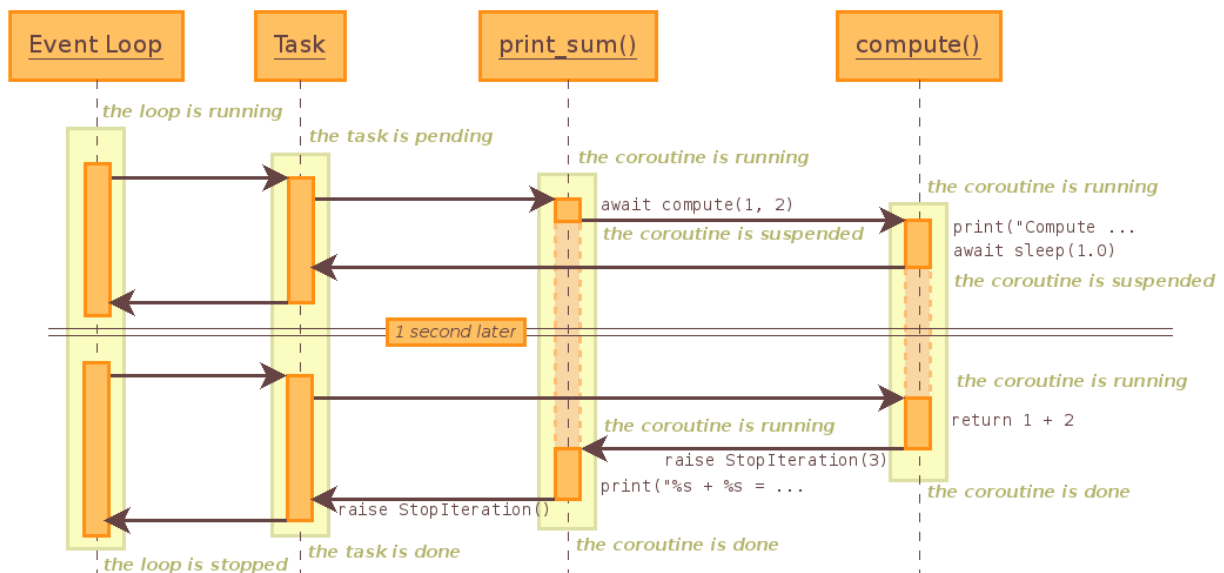 Event Loop
Task
print_sum()
compute()
the loop is running
the task is pending
the coroutine is running
the coroutine is running
await compute(1, 2)
print("Compute ...
the coroutine is suspended
await sleep(1.0)
the coroutine is suspended
1 second later
the coroutine is running
return 1 + 2
the coroutine is running
raise StopIteration(3)
print("%s + %s = ...
the coroutine is done
raise StopIteration()
the coroutine is done
the task is done
the loop is stopped